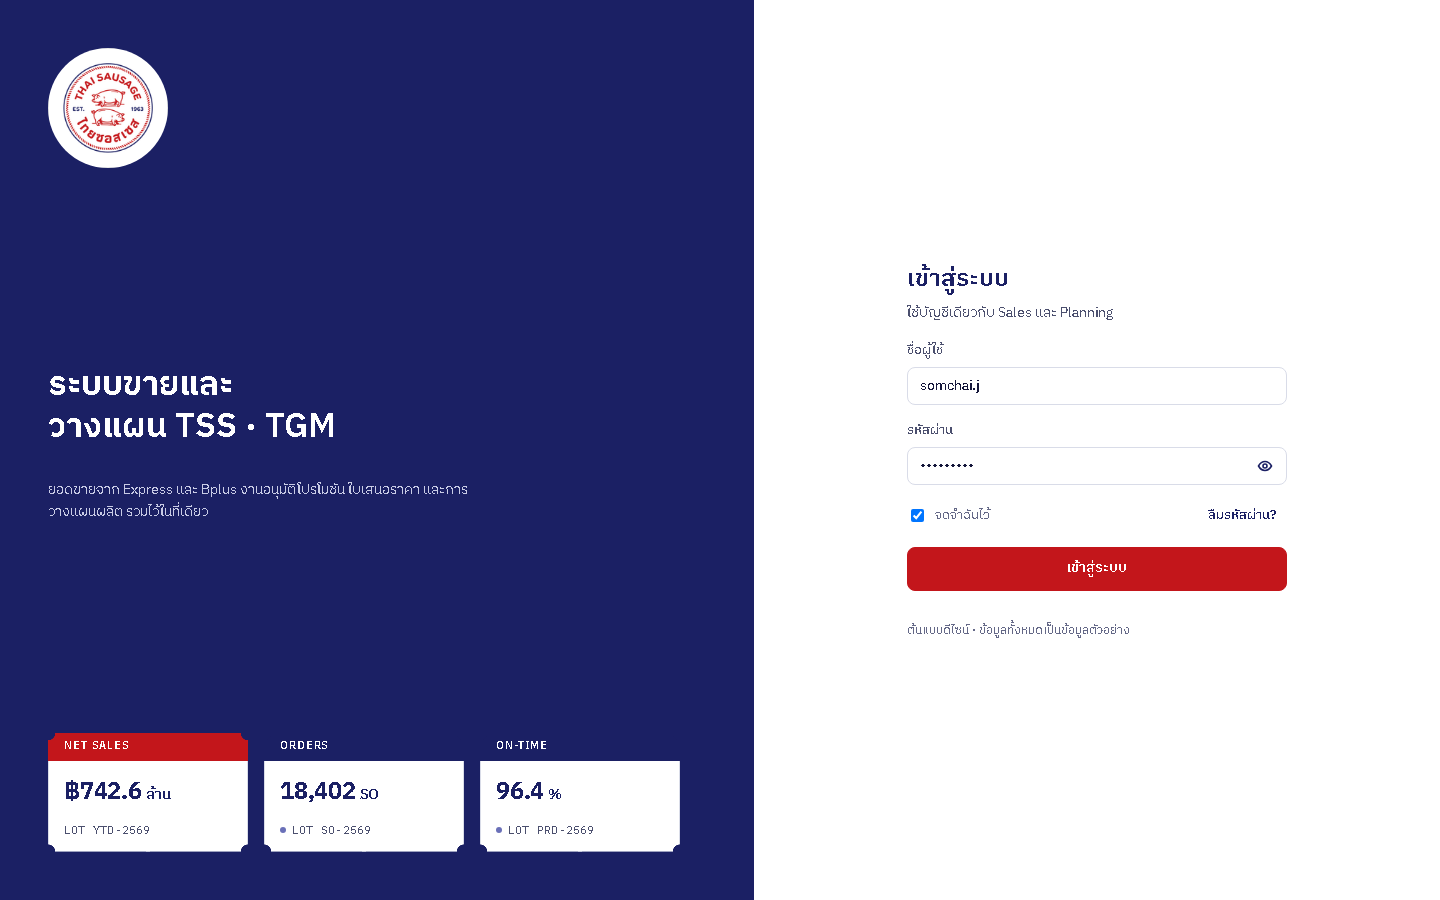 THAI SAUSAGE
EST. 1963
ไทยซอสเซส
ระบบขายและ
วางแผน TSS · TGM
ยอดขายจาก Express และ Bplus งานอนุมัติโปรโมชัน ใบเสนอราคา และการ
วางแผนผลิต รวมไว้ในที่เดียว
NET SALES
฿742.6 ล้าน
LOT YTD-2569
ORDERS
18,402 SO
LOT SO-2569
ON-TIME
96.4 %
LOT PRD-2569
เข้าสู่ระบบ
ใช้บัญชีเดียวกับ Sales และ Planning
ชื่อผู้ใช้
somchai.j
รหัสผ่าน
•••••••••
จดจำฉันไว้
ลืมรหัสผ่าน?
เข้าสู่ระบบ
ต้นแบบดีไซน์ · ข้อมูลทั้งหมดเป็นข้อมูลตัวอย่าง